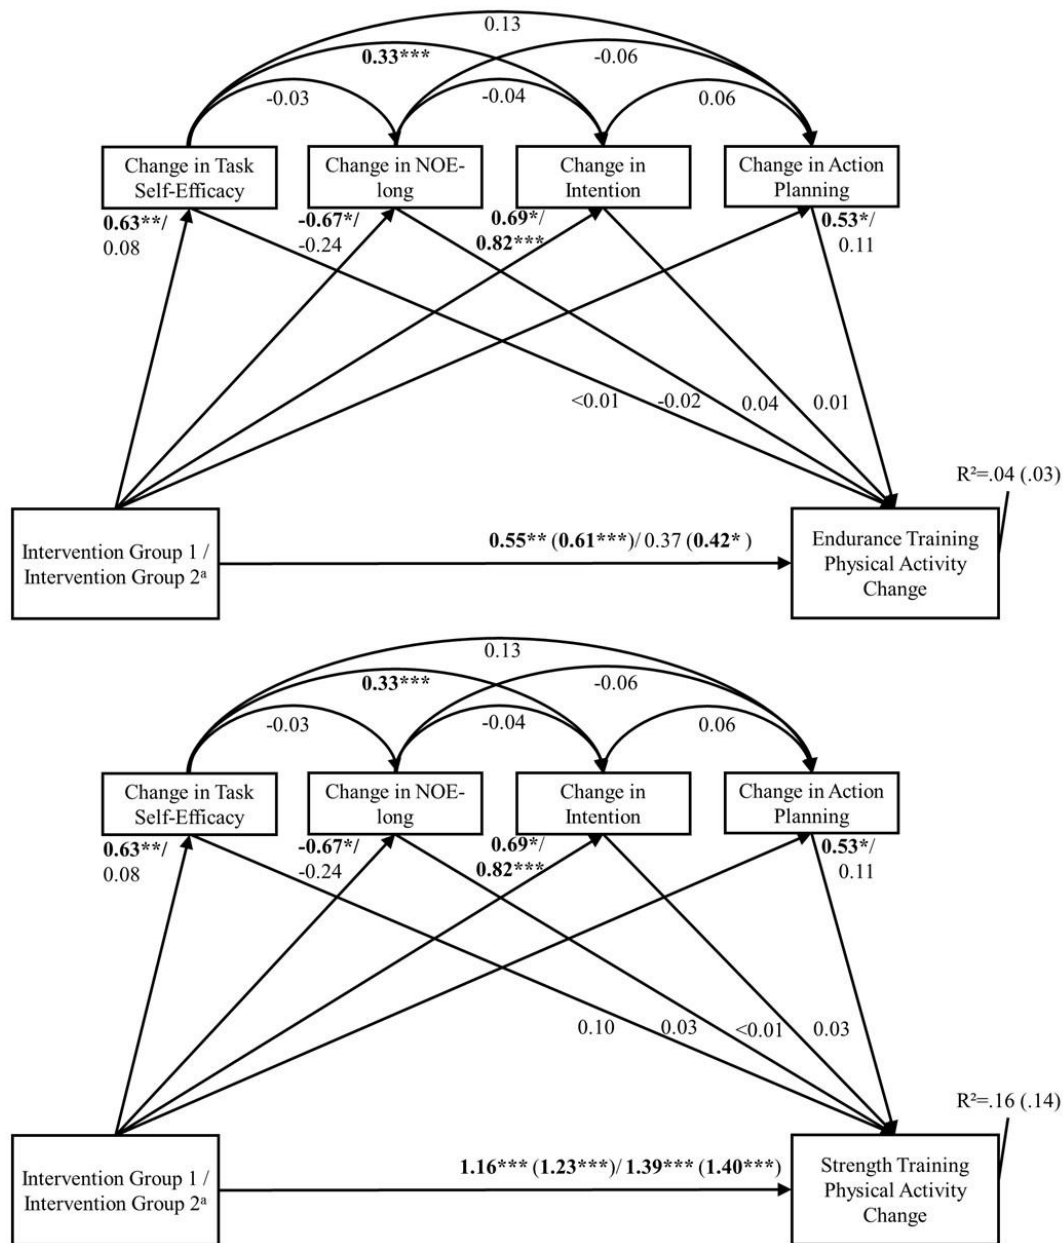 0.13
0.33***
-0.06
-0.03
-0.04
0.06
Change in Task
Self-Efficacy
Change in NOE-
long
Change in
Intention
Change in Action
Planning
0.63**/
0.08
-0.67*/
-0.24
0.69*/
0.82***
0.53*/
0.11
<0.01
-0.02
0.04
0.01
R²=.04 (.03)
Intervention Group 1 /
Intervention Group 2ᵃ
0.55** (0.61***)/ 0.37 (0.42* )
Endurance Training
Physical Activity
Change
0.13
0.33***
-0.06
-0.03
-0.04
0.06
Change in Task
Self-Efficacy
Change in NOE-
long
Change in
Intention
Change in Action
Planning
0.63**/
0.08
-0.67*/
-0.24
0.69*/
0.82***
0.53*/
0.11
0.10
0.03
<0.01
0.03
R²=.16 (.14)
Intervention Group 1 /
Intervention Group 2ᵃ
1.16*** (1.23***)/ 1.39*** (1.40***)
Strength Training
Physical Activity
Change